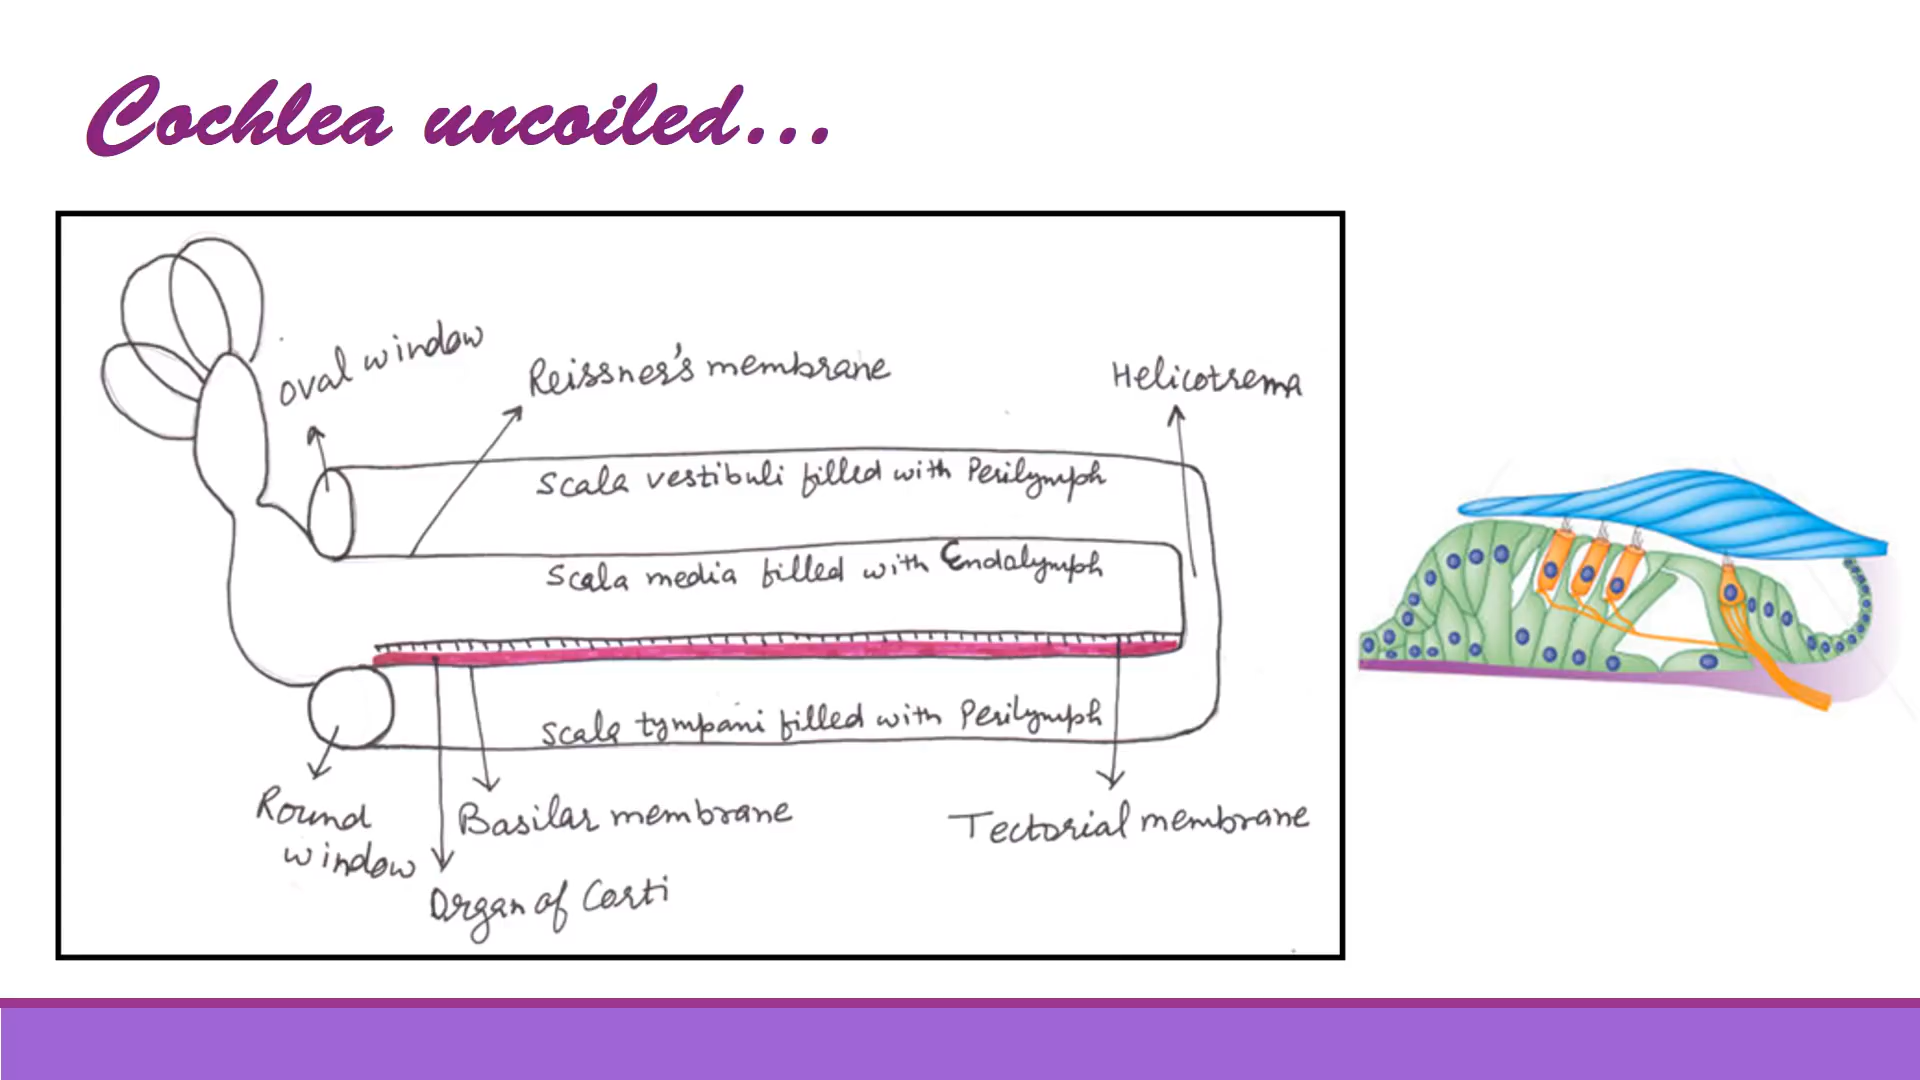 Cochlea uncoiled...
oval window
Reissner's membrane
Helicotrema
Scala vestibuli filled with Perilymph
Scala media filled with Endalymph
Scala tympani filled with Perilymph
Round
window
Basilar membrane
Tectorial membrane
Organ of Corti